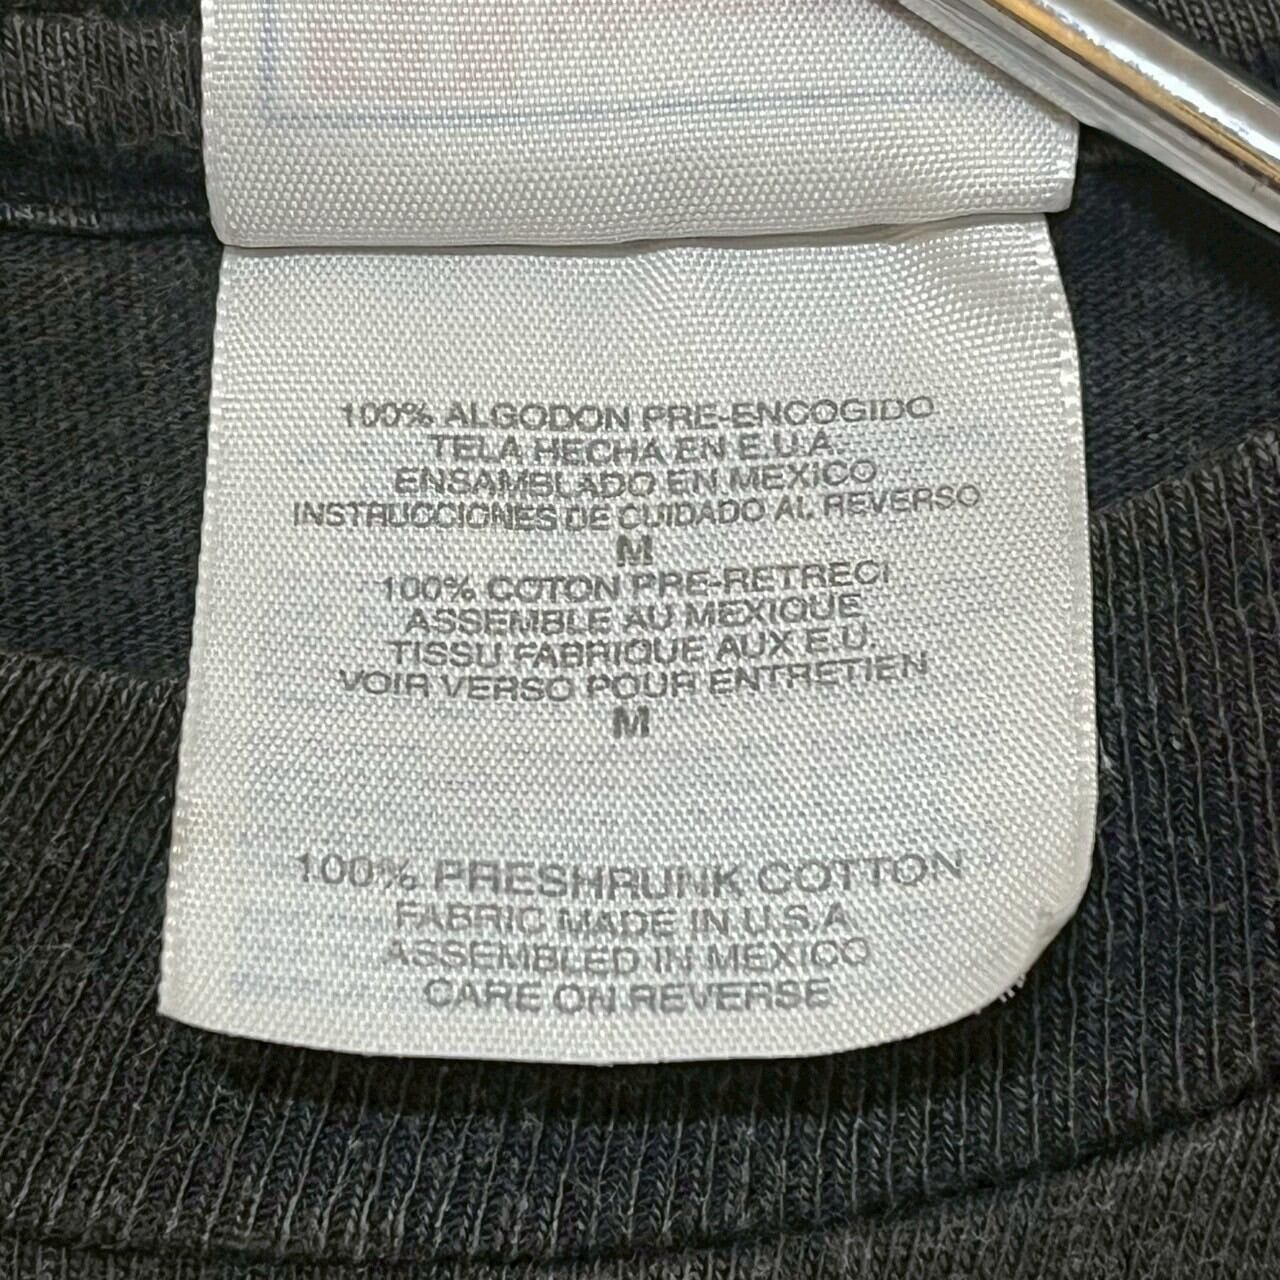 100% ALGODON PRE-ENCOGIDO
TELA HECHA EN E.U.A.
ENSAMBLADO EN MEXICO
INSTRUCCIONES DE CUIDADO AL REVERSO
M
100% COTON PRE-RETRECI
ASSEMBLE AU MEXIQUE
TISSU FABRIQUE AUX E.U.
VOIR VERSO POUR ENTRETIEN
M
100% PRESHRUNK COTTON
FABRIC MADE IN U.S.A
ASSEMBLED IN MEXICO
CARE ON REVERSE